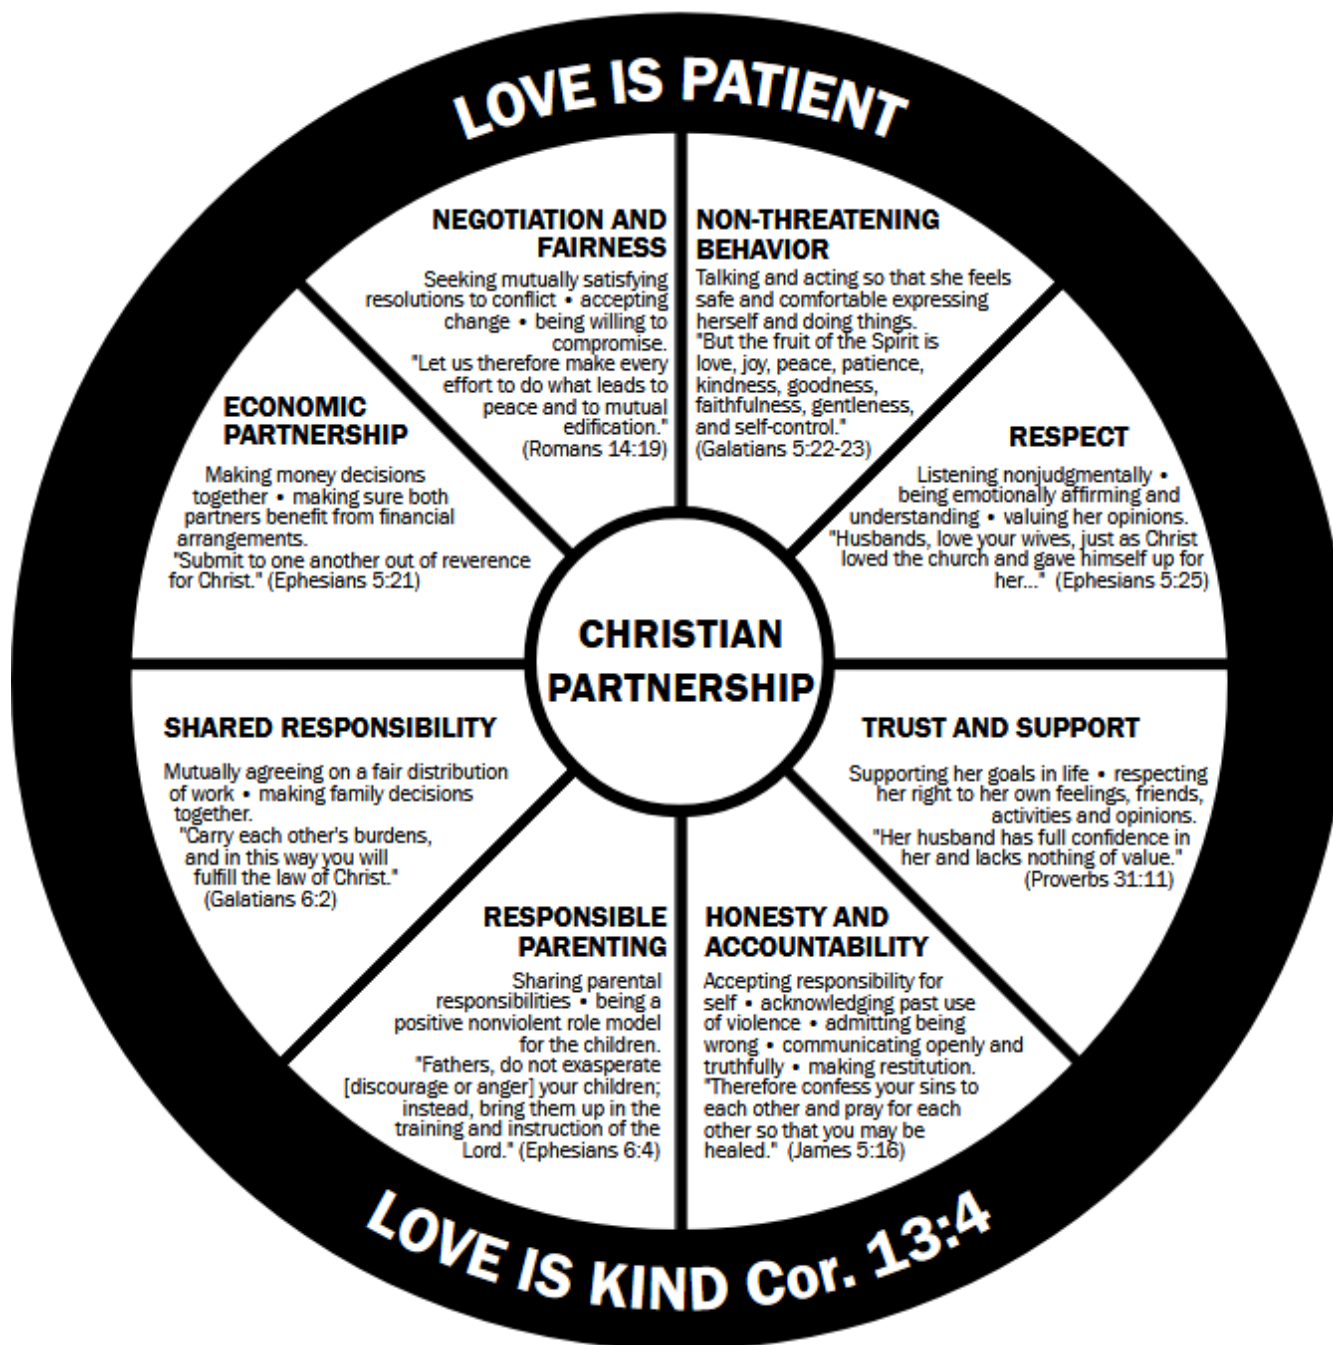 LOVE IS PATIENT
NEGOTIATION AND
FAIRNESS
Seeking mutually satisfying
resolutions to conflict • accepting
change • being willing to
compromise.
"Let us therefore make every
effort to do what leads to
peace and to mutual
edification."
(Romans 14:19)
NON-THREATENING
BEHAVIOR
Talking and acting so that she feels
safe and comfortable expressing
herself and doing things.
"But the fruit of the Spirit is
love, joy, peace, patience,
kindness, goodness,
faithfulness, gentleness,
and self-control."
(Galatians 5:22-23)
ECONOMIC
PARTNERSHIP
Making money decisions
together • making sure both
partners benefit from financial
arrangements.
"Submit to one another out of reverence
for Christ." (Ephesians 5:21)
RESPECT
Listening nonjudgmentally •
being emotionally affirming and
understanding • valuing her opinions.
"Husbands, love your wives, just as Christ
loved the church and gave himself up for
her..." (Ephesians 5:25)
CHRISTIAN
PARTNERSHIP
SHARED RESPONSIBILITY
Mutually agreeing on a fair distribution
of work • making family decisions
together.
"Carry each other's burdens,
and in this way you will
fulfill the law of Christ."
(Galatians 6:2)
TRUST AND SUPPORT
Supporting her goals in life • respecting
her right to her own feelings, friends,
activities and opinions.
"Her husband has full confidence in
her and lacks nothing of value."
(Proverbs 31:11)
RESPONSIBLE
PARENTING
Sharing parental
responsibilities • being a
positive nonviolent role model
for the children.
"Fathers, do not exasperate
[discourage or anger] your children;
instead, bring them up in the
training and instruction of the
Lord." (Ephesians 6:4)
HONESTY AND
ACCOUNTABILITY
Accepting responsibility for
self • acknowledging past use
of violence • admitting being
wrong • communicating openly and
truthfully • making restitution.
"Therefore confess your sins to
each other and pray for each
other so that you may be
healed." (James 5:16)
LOVE IS KIND Cor. 13:4